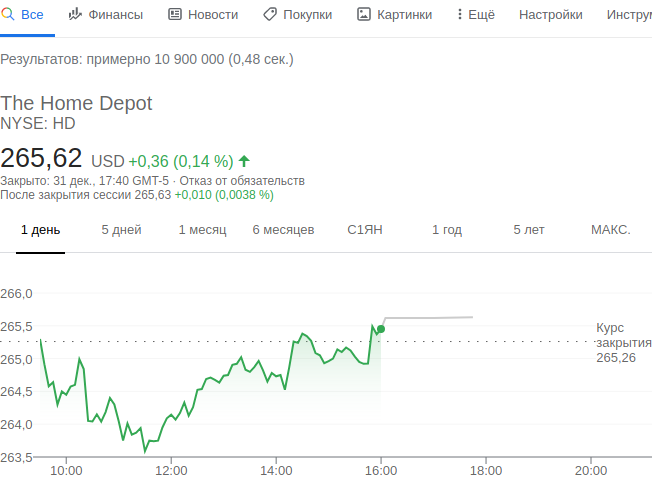 Все Финансы Новости Покупки Картинки Ещё Настройки
Результатов: примерно 10 900 000 (0,48 сек.)
The Home Depot
NYSE: HD
265,62 USD +0,36 (0,14 %)
Закрыто: 31 дек., 17:40 GMT-5 · Отказ от обязательств
После закрытия сессии 265,63 +0,010 (0,0038 %)
1 день 5 дней 1 месяц 6 месяцев С1ЯН 1 год 5 лет МАКС.
266,0
265,5
Курс
закрытия
265,26
265,0
264,5
264,0
263,5
10:00 12:00 14:00 16:00 18:00 20:00